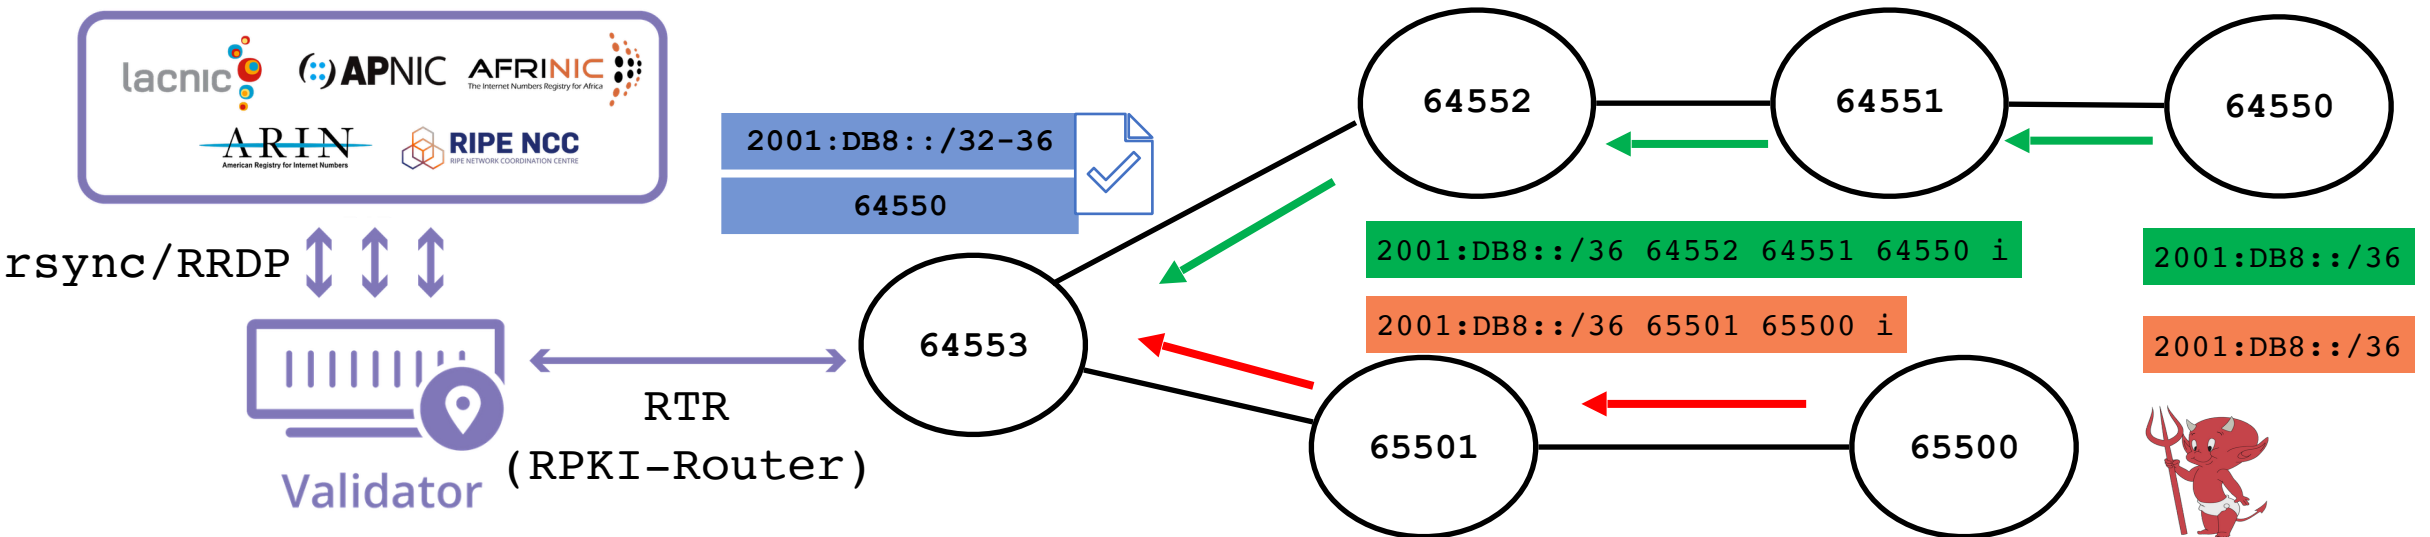 lacnic
(::) APNIC
AFRINIC
The Internet Numbers Registry for Africa
ARIN
American Registry for Internet Numbers
RIPE NCC
RIPE NETWORK COORDINATION CENTRE
rsync/RRDP
Validator
RTR
(RPKI-Router)
2001:DB8::/32-36
64550
64553
64552
64551
64550
2001:DB8::/36 64552 64551 64550 i
2001:DB8::/36
2001:DB8::/36 65501 65500 i
2001:DB8::/36
65501
65500